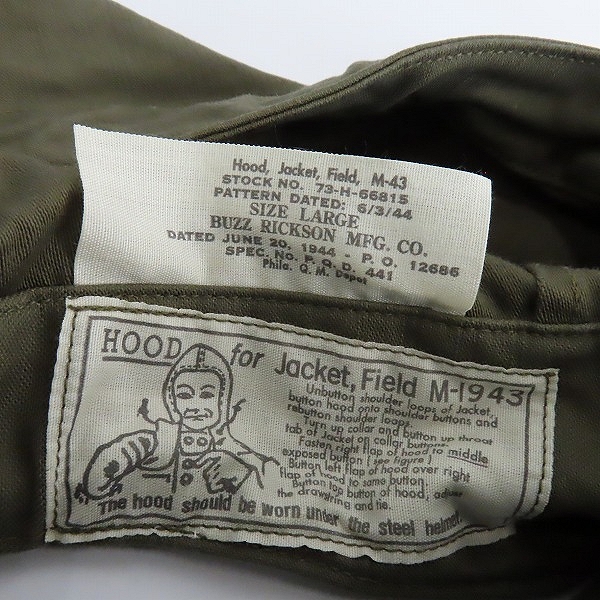 Hood, Jacket, Field, M-43
STOCK NO. 73-H-66815
PATTERN DATED: 6/3/44
SIZE LARGE
BUZZ RICKSON MFG. CO.
DATED JUNE 20, 1944 - P. O. 12686
SPEC. NO. P. Q. D. 441
Phila. Q. M. Depot
HOOD for Jacket, Field M-1943
Unbutton shoulder loops of Jacket,
button hood onto shoulder buttons and
rebutton shoulder loops.
Turn up collar and button up throat
tab of Jacket on collar buttons.
Fasten right flap of hood to middle
exposed button (see figure)
Button left flap of hood over right
flap of hood to same button.
Button top button of hood, adjust
the drawstring and tie.
The hood should be worn under the steel helmet.